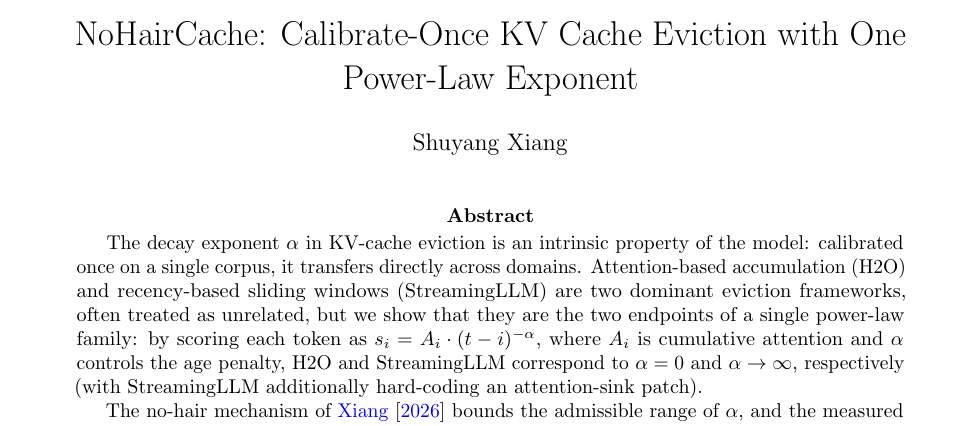 NoHairCache: Calibrate-Once KV Cache Eviction with One
Power-Law Exponent
Shuyang Xiang
Abstract
The decay exponent α in KV-cache eviction is an intrinsic property of the model: calibrated
once on a single corpus, it transfers directly across domains. Attention-based accumulation (H2O)
and recency-based sliding windows (StreamingLLM) are two dominant eviction frameworks,
often treated as unrelated, but we show that they are the two endpoints of a single power-law
family: by scoring each token as sᵢ = Aᵢ · (t − i)⁻ᵅ, where Aᵢ is cumulative attention and α
controls the age penalty, H2O and StreamingLLM correspond to α = 0 and α → ∞, respectively
(with StreamingLLM additionally hard-coding an attention-sink patch).
The no-hair mechanism of Xiang [2026] bounds the admissible range of α, and the measured